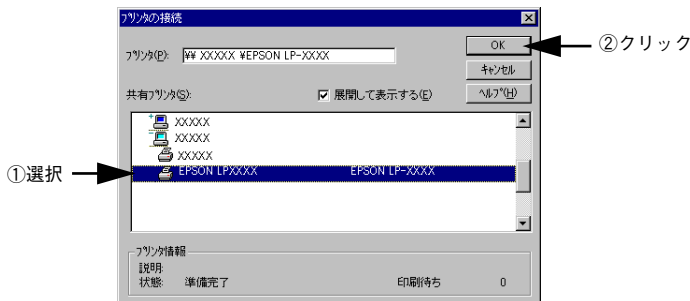 プリンタの接続
プリンタ(P): ¥¥ XXXXX ¥EPSON LP-XXXX
OK
②クリック
キャンセル
共有プリンタ(S):
展開して表示する(E)
ヘルプ(H)
XXXXX
XXXXX
XXXXX
①選択
EPSON LPXXXX EPSON LP-XXXX
プリンタ情報
説明:
状態: 準備完了 印刷待ち 0